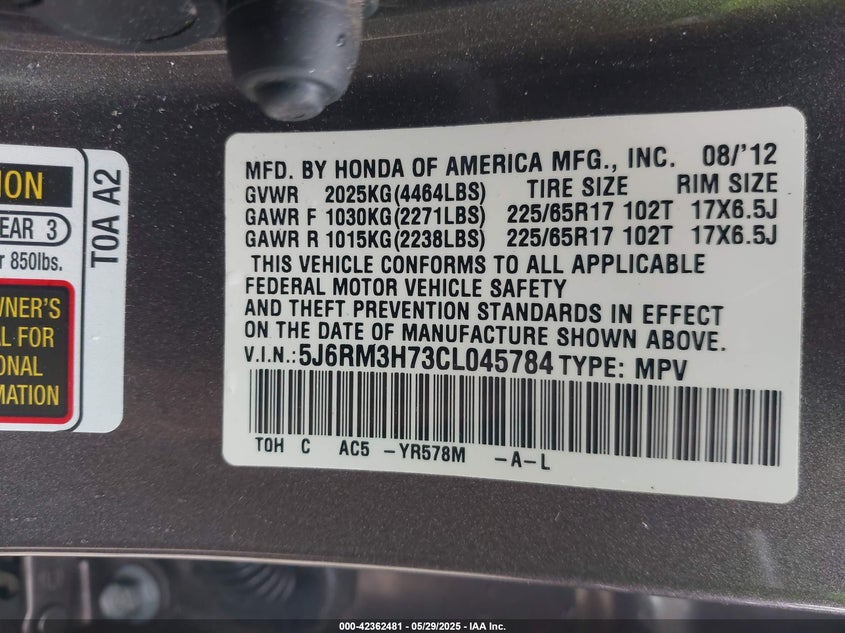 MFD. BY HONDA OF AMERICA MFG., INC. 08/'12
GVWR 2025KG(4464LBS) TIRE SIZE RIM SIZE
GAWR F 1030KG(2271LBS) 225/65R17 102T 17X6.5J
GAWR R 1015KG(2238LBS) 225/65R17 102T 17X6.5J
THIS VEHICLE CONFORMS TO ALL APPLICABLE
FEDERAL MOTOR VEHICLE SAFETY
AND THEFT PREVENTION STANDARDS IN EFFECT
ON THE DATE OF MANUFACTURE SHOWN ABOVE.
V.I.N.: 5J6RM3H73CL045784 TYPE: MPV
TOH C AC5 -YR578M -A-L
ION
EAR 3
r 850lbs.
WNER'S
AL FOR
IONAL
MATION
T0A A2
000-42362481 - 05/29/2025 - IAA Inc.